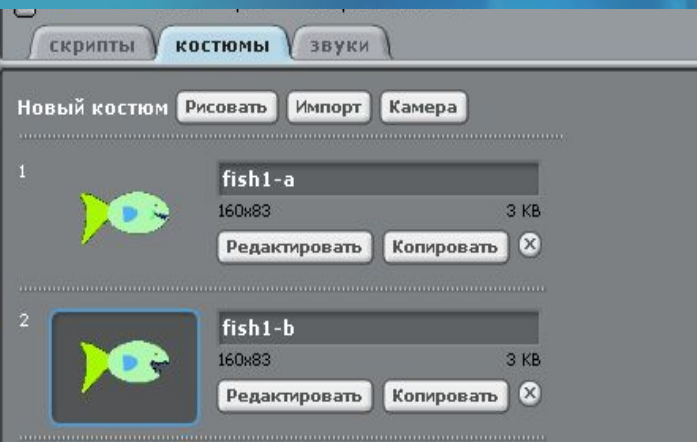 скрипты костюмы звуки
Новый костюм Рисовать Импорт Камера
1
fish1-a
160x83 3 KB
Редактировать Копировать
2
fish1-b
160x83 3 KB
Редактировать Копировать